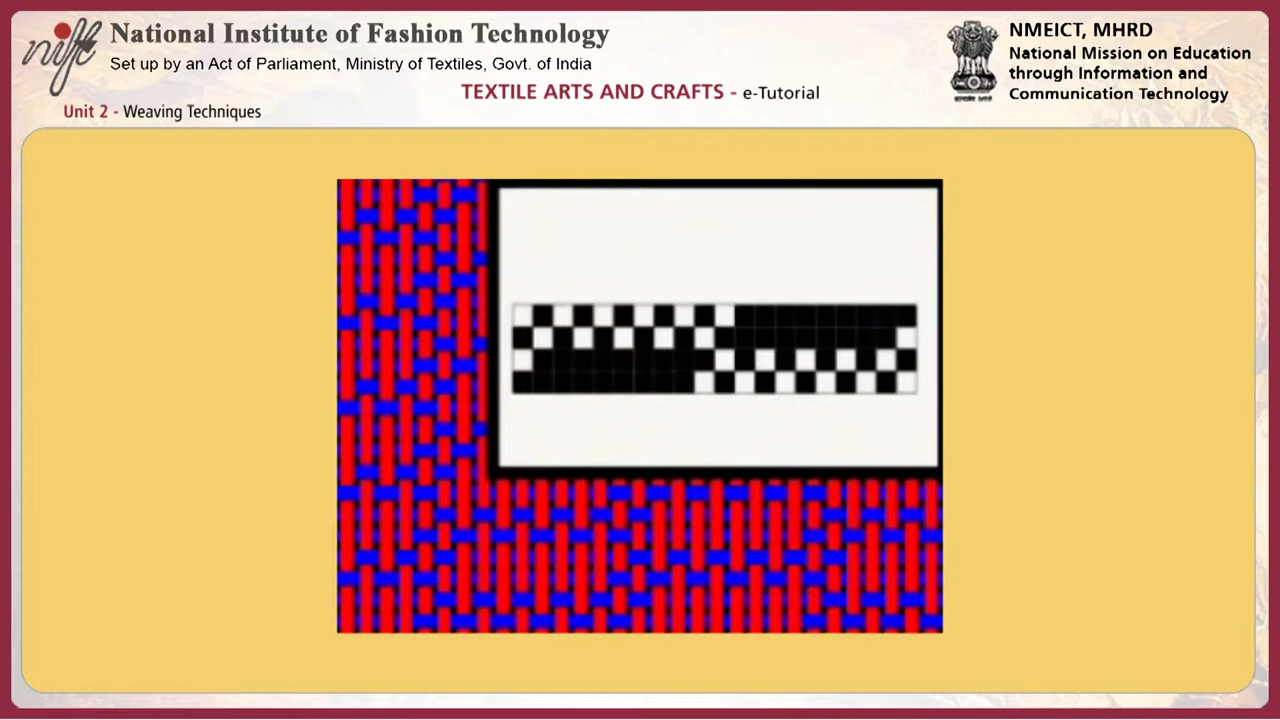 nift
National Institute of Fashion Technology
Set up by an Act of Parliament, Ministry of Textiles, Govt. of India
TEXTILE ARTS AND CRAFTS - e-Tutorial
Unit 2 - Weaving Techniques
NMEICT, MHRD
National Mission on Education
through Information and
Communication Technology